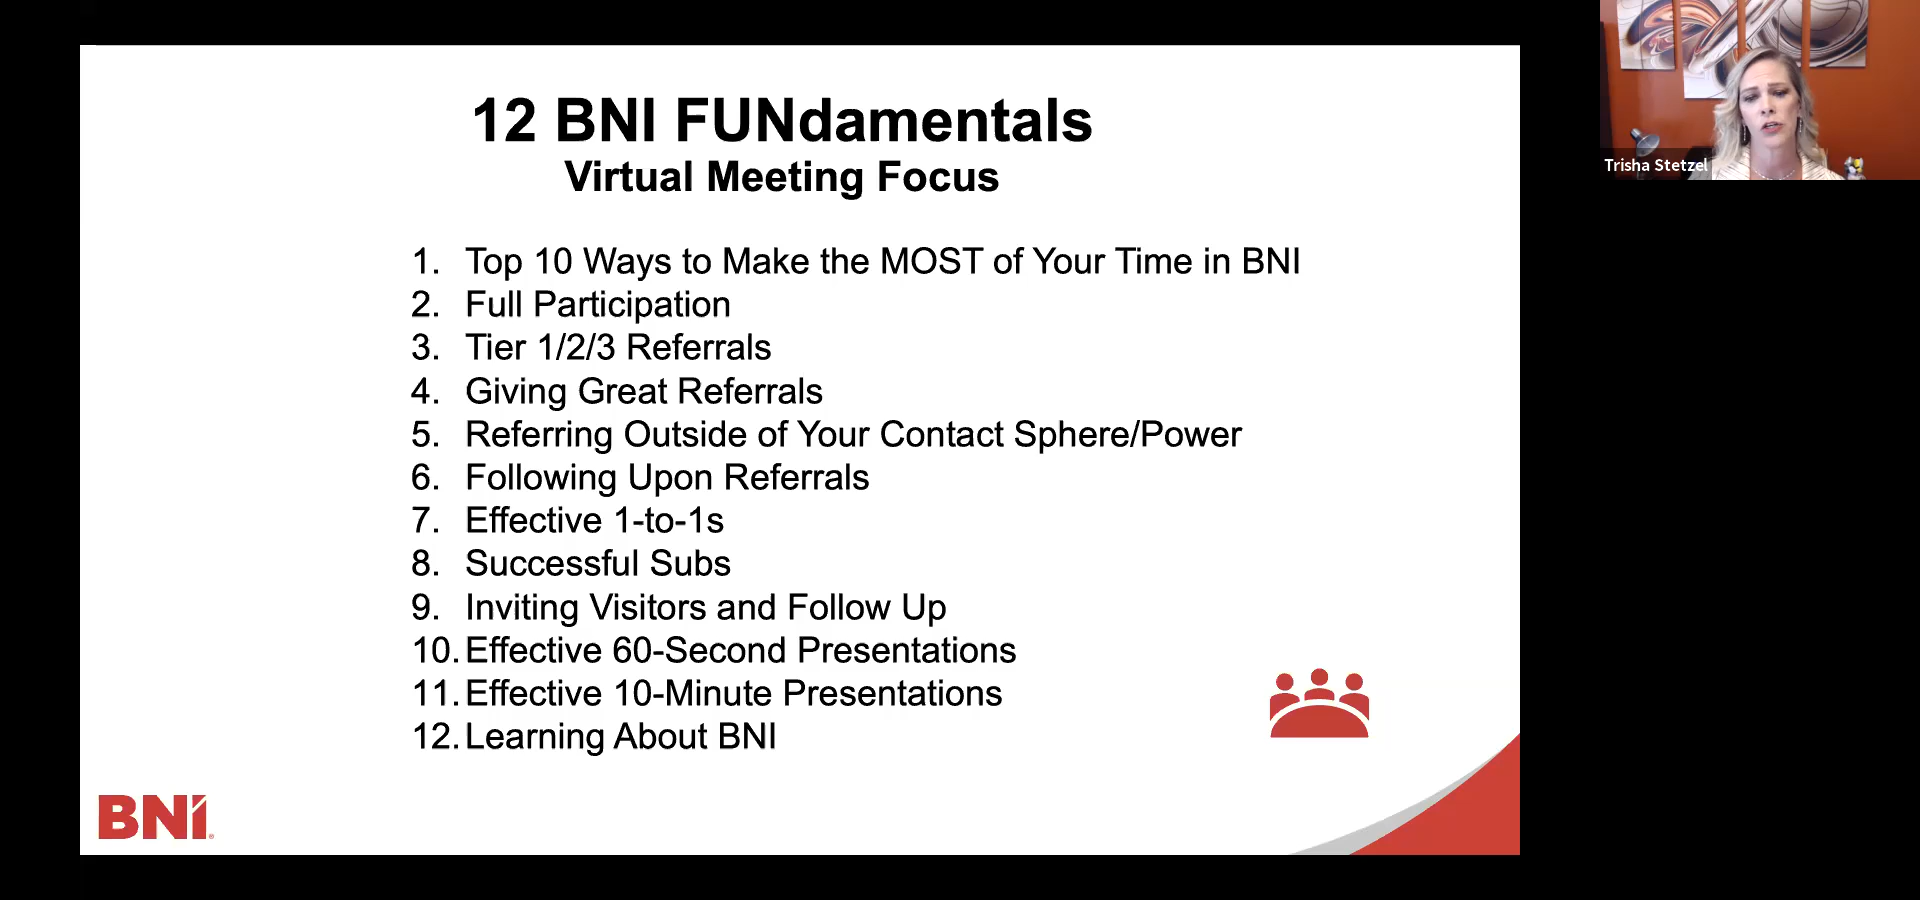 12 BNI FUNdamentals
Virtual Meeting Focus
1. Top 10 Ways to Make the MOST of Your Time in BNI
2. Full Participation
3. Tier 1/2/3 Referrals
4. Giving Great Referrals
5. Referring Outside of Your Contact Sphere/Power
6. Following Upon Referrals
7. Effective 1-to-1s
8. Successful Subs
9. Inviting Visitors and Follow Up
10. Effective 60-Second Presentations
11. Effective 10-Minute Presentations
12. Learning About BNI
BNI®
Trisha Stetzel